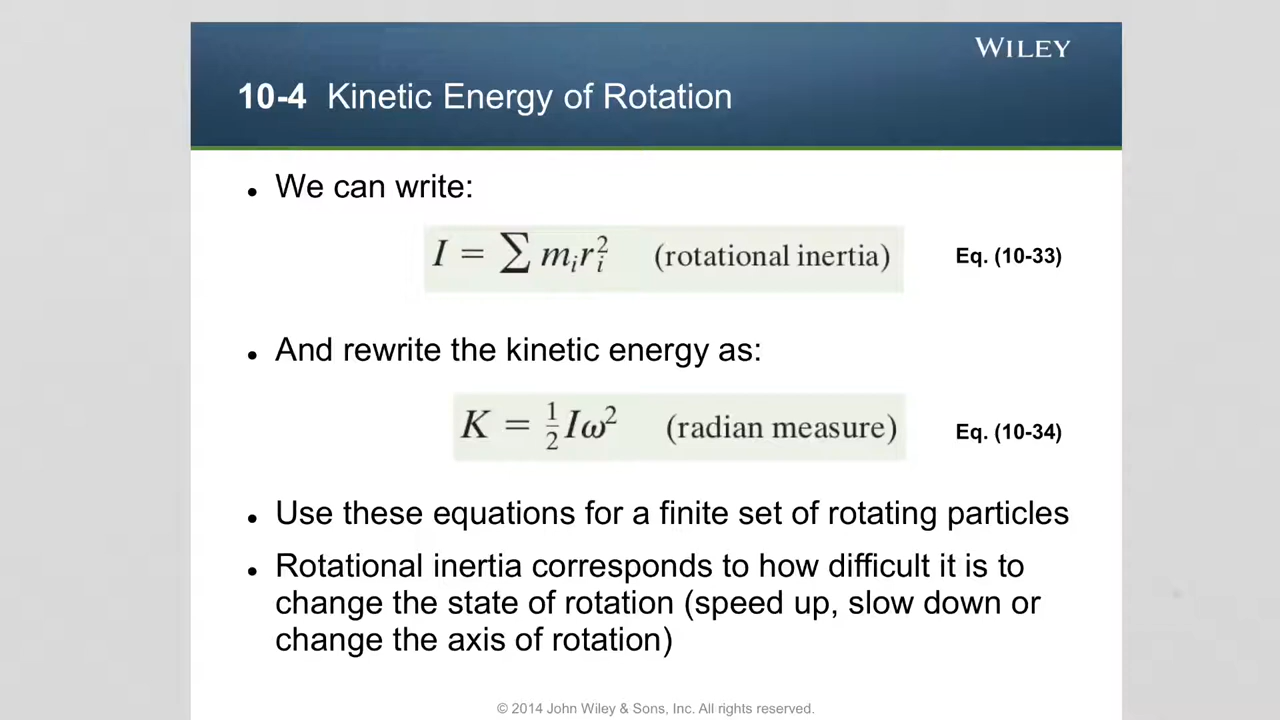 WILEY
10-4 Kinetic Energy of Rotation
• We can write:
I = ∑ mᵢrᵢ² (rotational inertia) Eq. (10-33)
• And rewrite the kinetic energy as:
K = ½Iω² (radian measure) Eq. (10-34)
• Use these equations for a finite set of rotating particles
• Rotational inertia corresponds to how difficult it is to
change the state of rotation (speed up, slow down or
change the axis of rotation)
© 2014 John Wiley & Sons, Inc. All rights reserved.